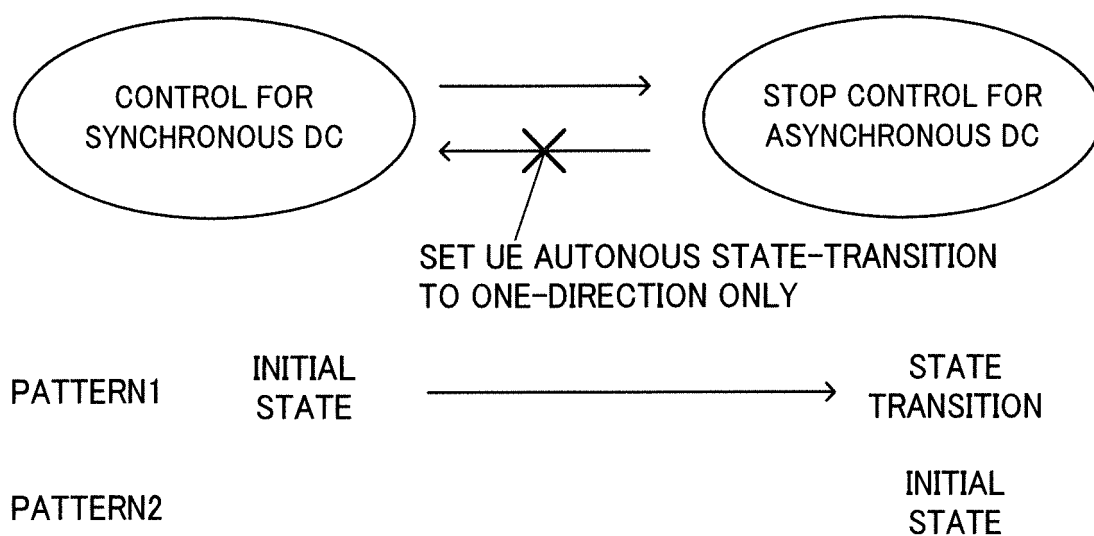 CONTROL FOR
SYNCHRONOUS DC
STOP CONTROL FOR
ASYNCHRONOUS DC
SET UE AUTONOUS STATE-TRANSITION
TO ONE-DIRECTION ONLY
PATTERN1
INITIAL
STATE
STATE
TRANSITION
PATTERN2
INITIAL
STATE